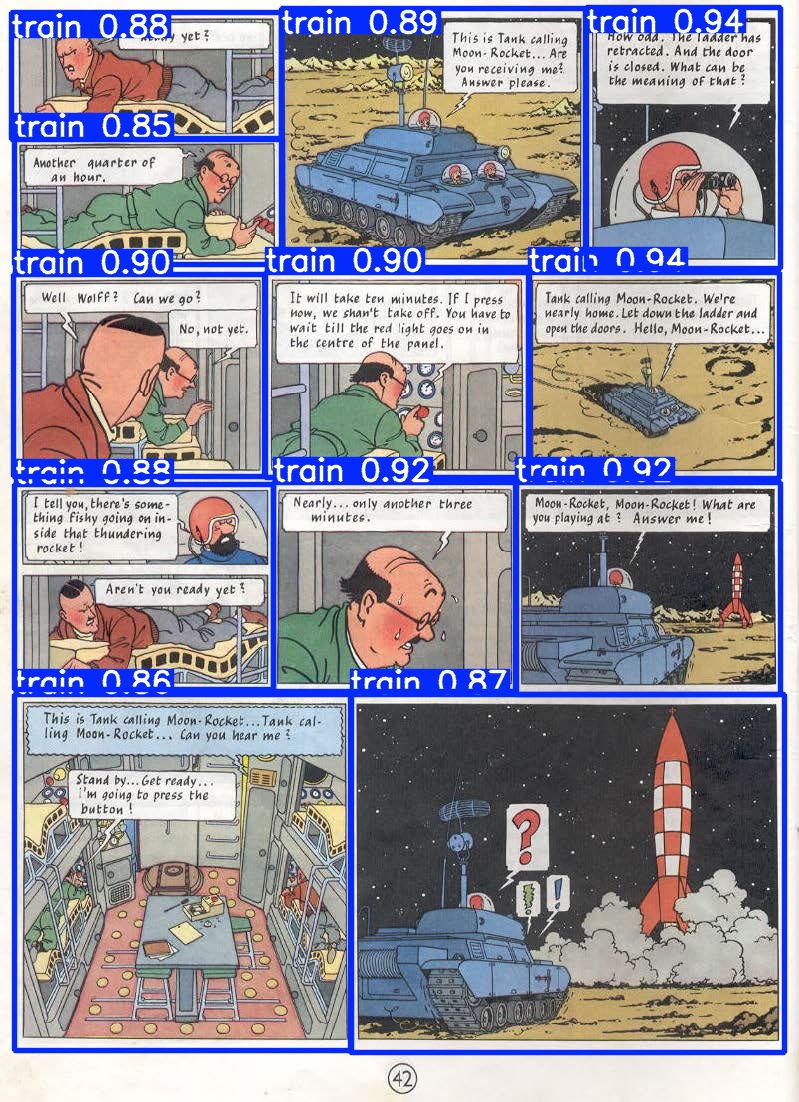 train 0.88
yet?
train 0.89
This is Tank calling
Moon-Rocket... Are
you receiving me?
Answer please.
train 0.94
How odd. The ladder has
retracted. And the door
is closed. What can be
the meaning of that?
train 0.85
Another quarter of
an hour.
train 0.90
Well Wolff? Can we go?
No, not yet.
train 0.90
It will take ten minutes. If I press
now, we shan't take off. You have to
wait till the red light goes on in
the centre of the panel.
train 0.94
Tank calling Moon-Rocket. We're
nearly home. Let down the ladder and
open the doors. Hello, Moon-Rocket...
train 0.88
I tell you, there's some-
thing fishy going on in-
side that thundering
rocket!
Aren't you ready yet?
train 0.92
Nearly... only another three
minutes.
train 0.92
Moon-Rocket, Moon-Rocket! What are
you playing at? Answer me!
train 0.86
This is Tank calling Moon-Rocket...Tank cal-
ling Moon-Rocket... Can you hear me?
Stand by...Get ready...
I'm going to press the
button!
train 0.87
?
!
!
42